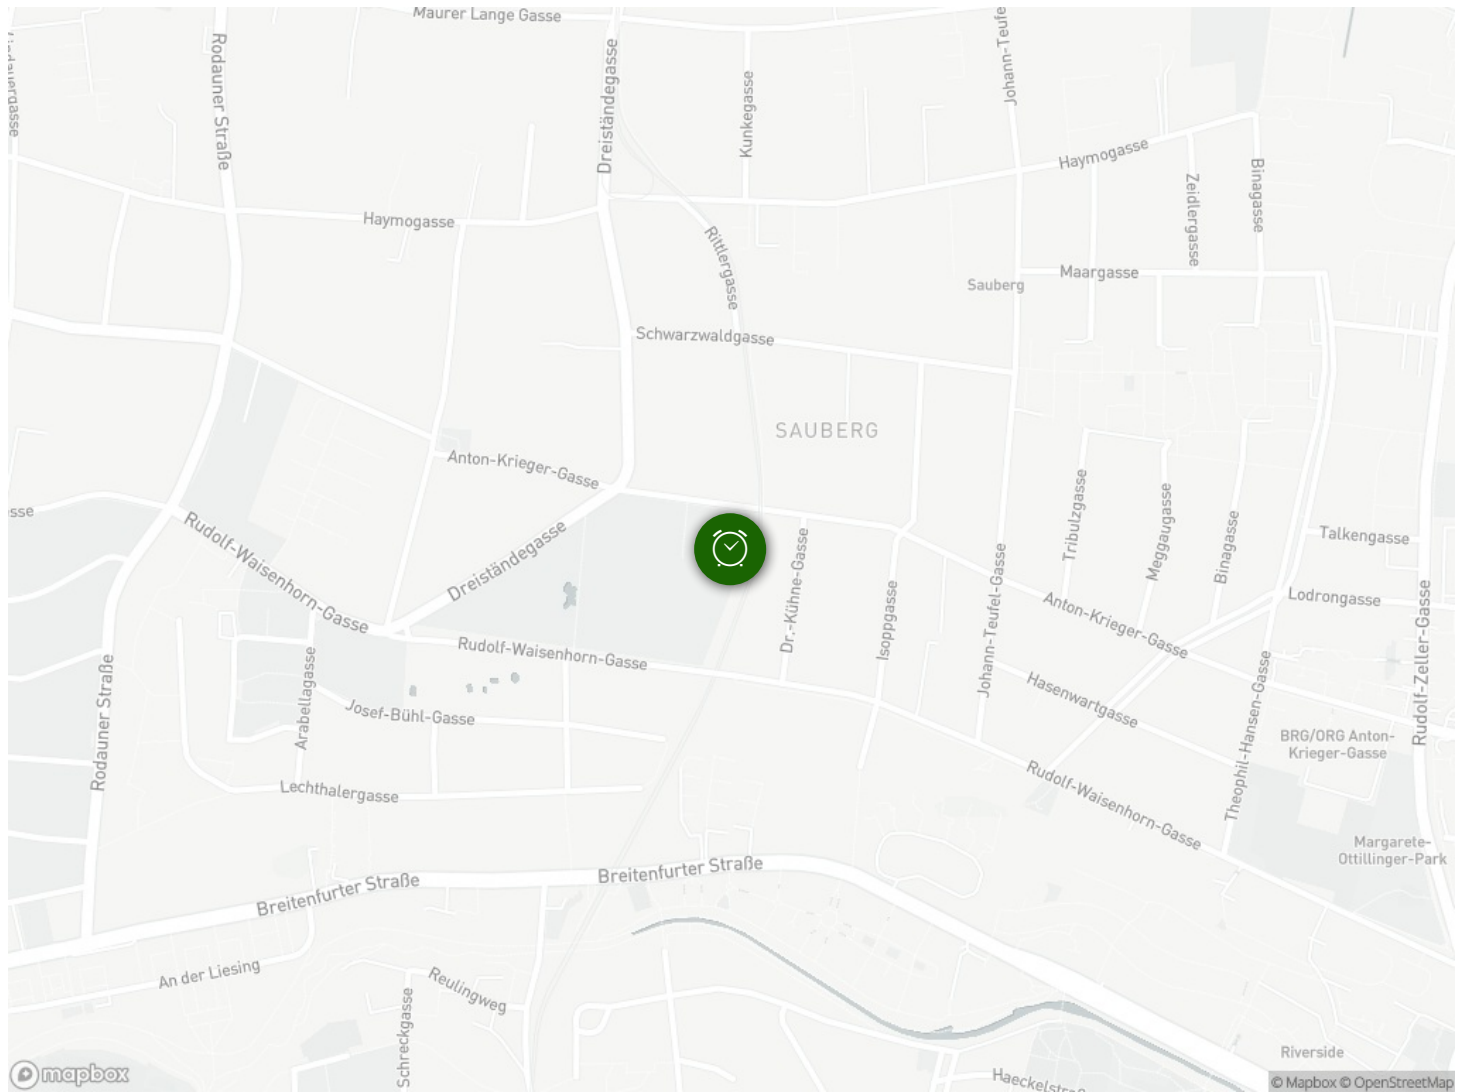 Maurer Lange Gasse
Rodauner Straße
Dreiständegasse
Kunkegasse
Johann-Teufe
Haymogasse
Zeidlergasse
Binagasse
Haymogasse
Rittlergasse
Maargasse
Sauberg
Schwarzwaldgasse
SAUBERG
Anton-Krieger-Gasse
sse
Rudolf-Waisenhorn-Gasse
Dreiständegasse
Tribulzgasse
Meggaugasse
Binagasse
Talkengasse
Lodrongasse
Dr.-Kühne-Gasse
Isoppgasse
Johann-Teufel-Gasse
Anton-Krieger-Gasse
Rudolf-Zeller-Gasse
Rudolf-Waisenhorn-Gasse
Arabellagasse
Josef-Bühl-Gasse
Rodauner Straße
Hasenwartgasse
Theophil-Hansen-Gasse
BRG/ORG Anton-
Krieger-Gasse
Lechthalergasse
Rudolf-Waisenhorn-Gasse
Margarete-
Ottillinger-Park
Breitenfurter Straße
Breitenfurter Straße
An der Liesing
Reulingweg
Schreckgasse
Riverside
Haeckelstra
mapbox
© Mapbox © OpenStreetMap